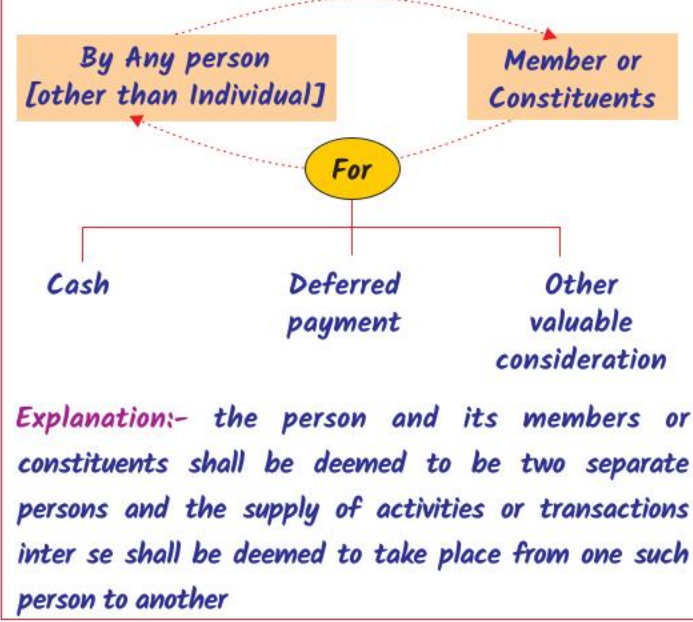 By Any person
[other than Individual]
Member or
Constituents
For
Cash
Deferred
payment
Other
valuable
consideration
Explanation:- the person and its members or
constituents shall be deemed to be two separate
persons and the supply of activities or transactions
inter se shall be deemed to take place from one such
person to another